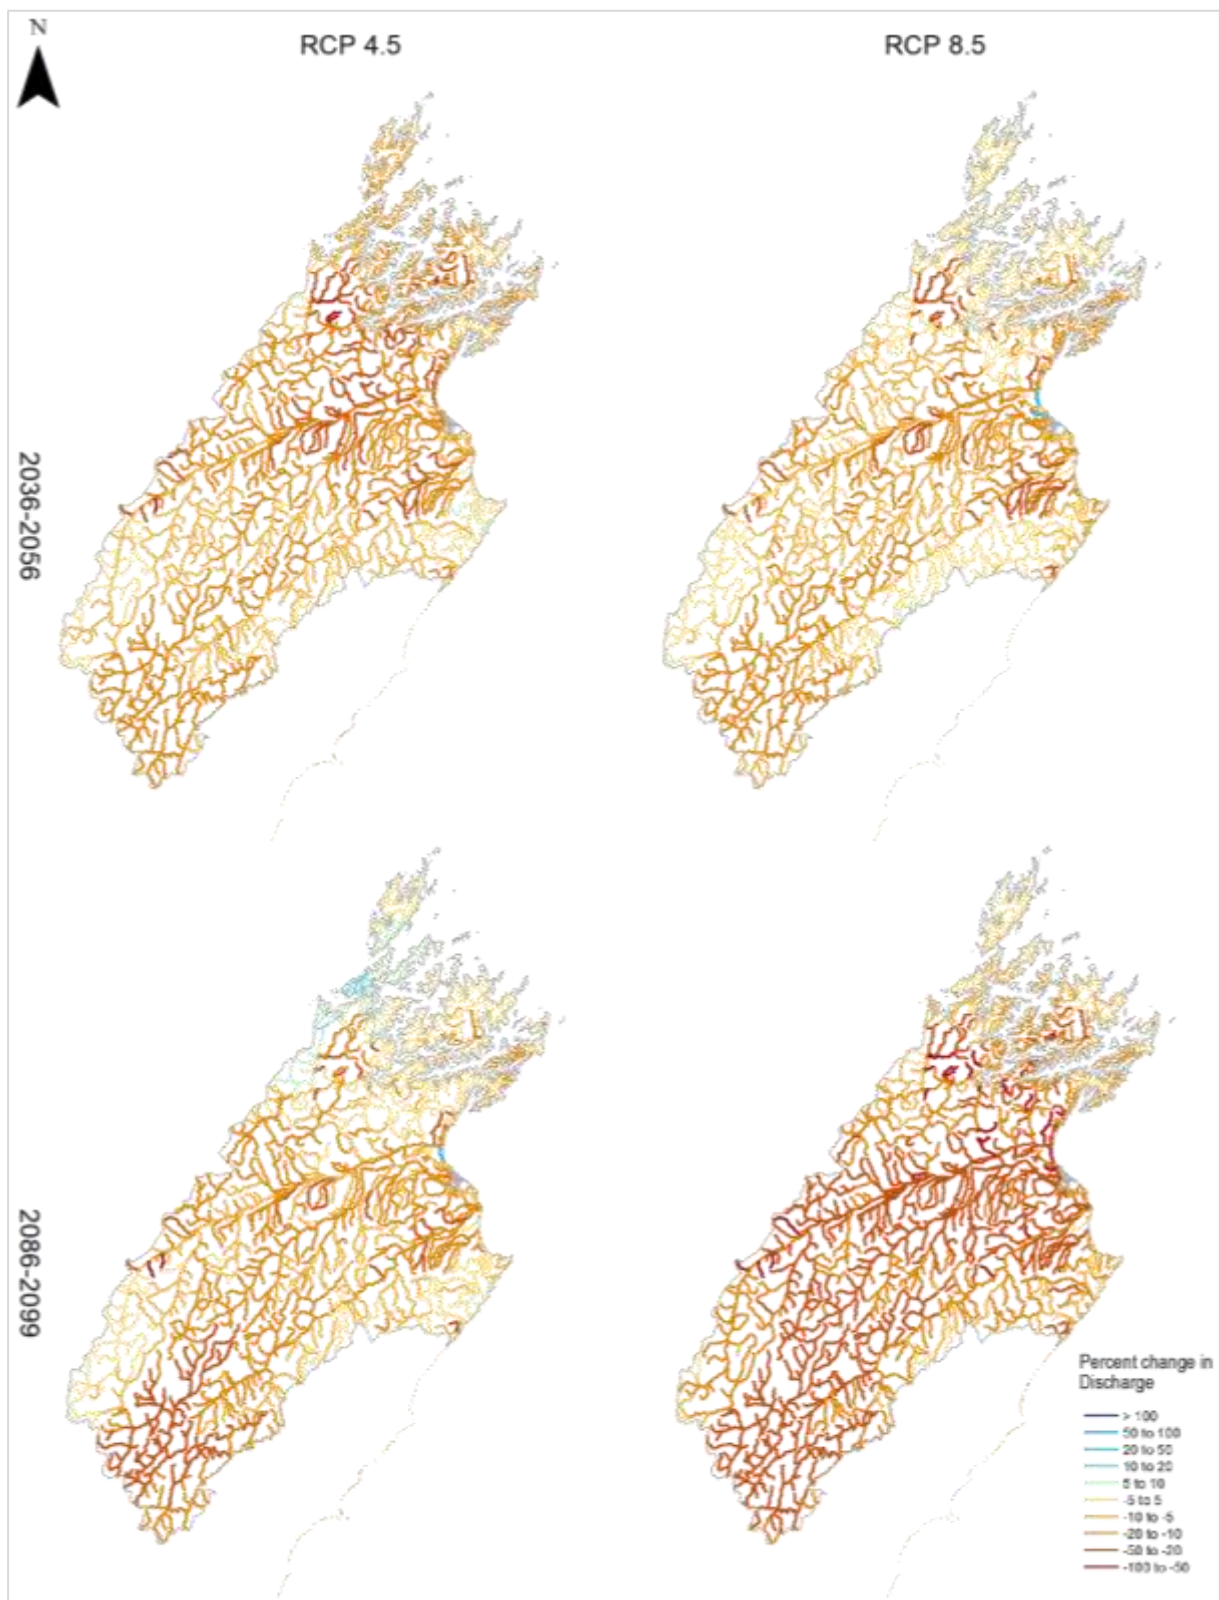 N
RCP 4.5
RCP 8.5
2036-2056
2086-2099
Percent change in
Discharge
> 100
50 to 100
20 to 50
10 to 20
5 to 10
-5 to 5
-10 to -5
-20 to -10
-50 to -20
-100 to -50